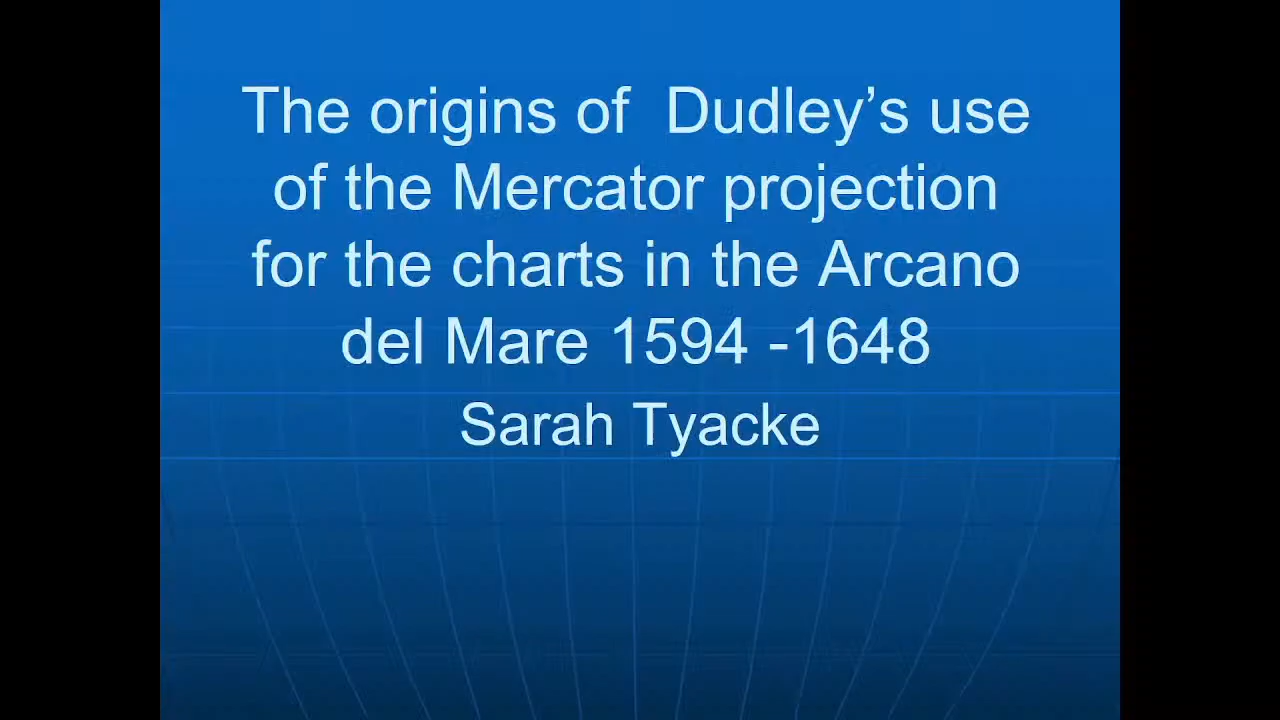 The origins of  Dudley’s use
of the Mercator projection
for the charts in the Arcano
del Mare 1594 -1648
Sarah Tyacke